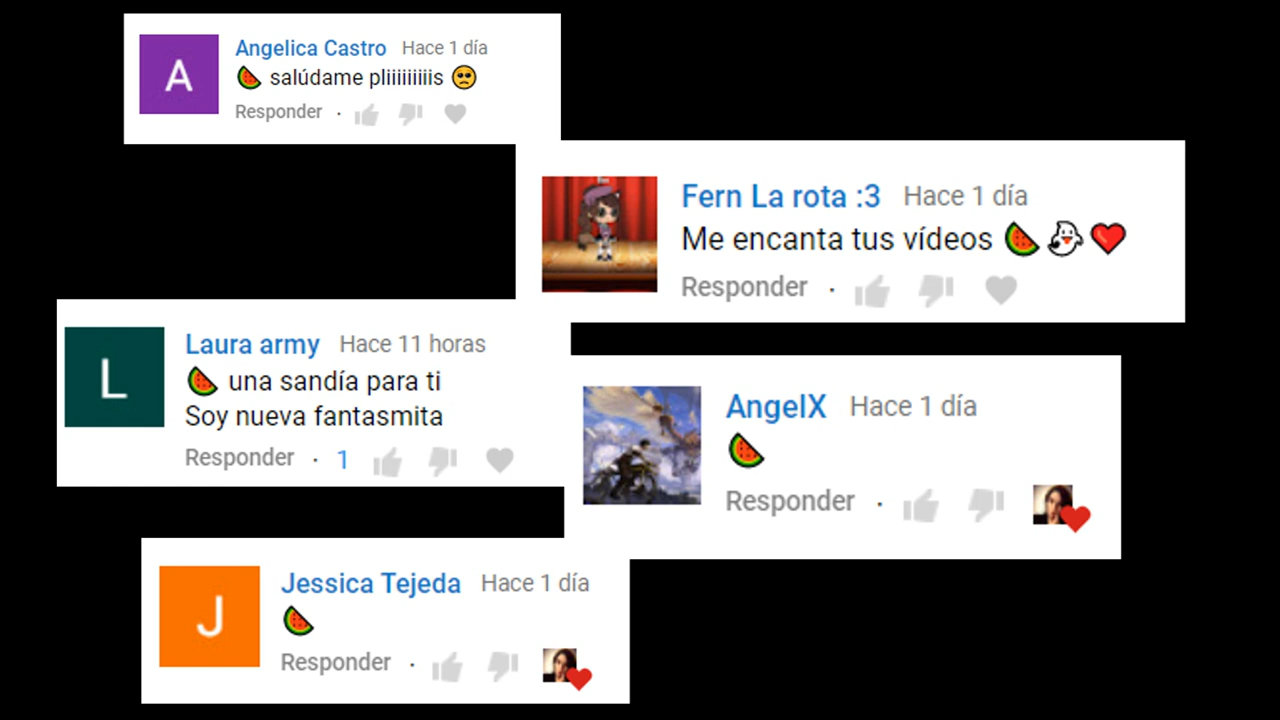 A
Angelica Castro Hace 1 día
🍉 salúdame pliiiiiiiiis 🥺
Responder ·
Fern La rota :3 Hace 1 día
Me encanta tus vídeos 🍉👻❤️
Responder ·
L
Laura army Hace 11 horas
🍉 una sandía para ti
Soy nueva fantasmita
Responder · 1
AngelX Hace 1 día
🍉
Responder ·
J
Jessica Tejeda Hace 1 día
🍉
Responder ·